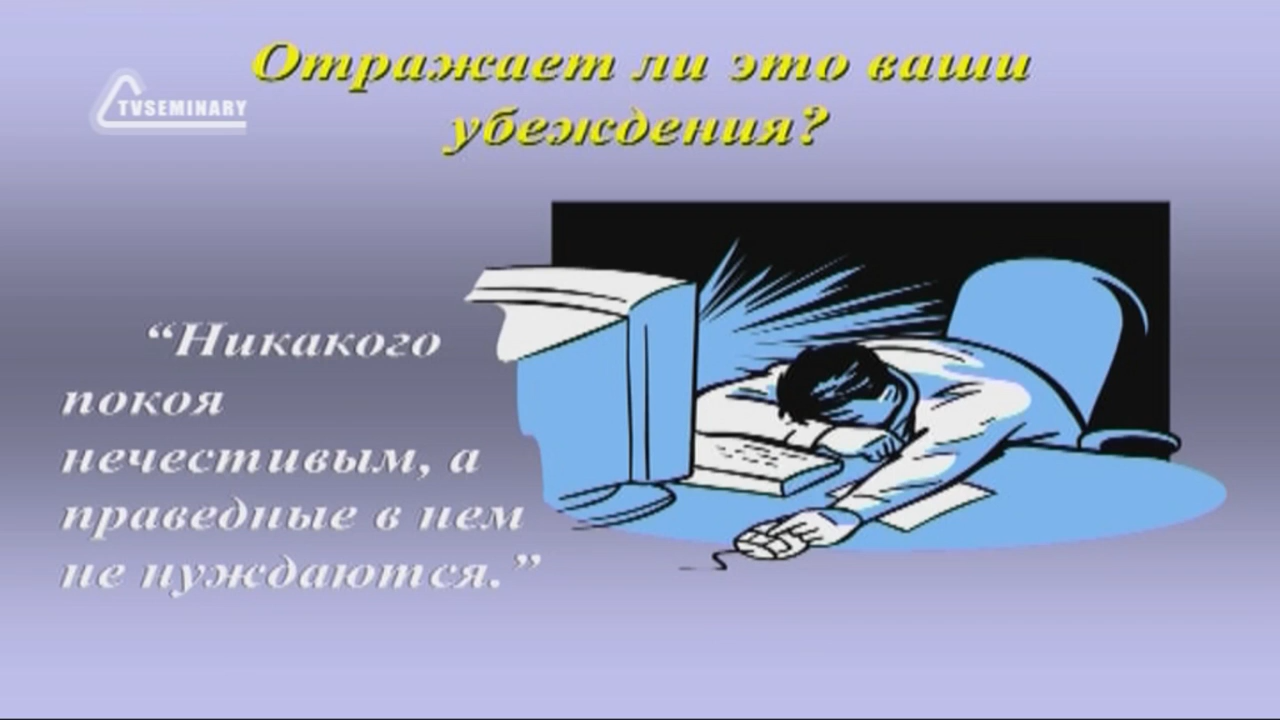 Отражает ли это ваши
убеждения?
TVSEMINARY
“Никакого
покоя
нечестивым, а
праведные в нем
не нуждаются.”